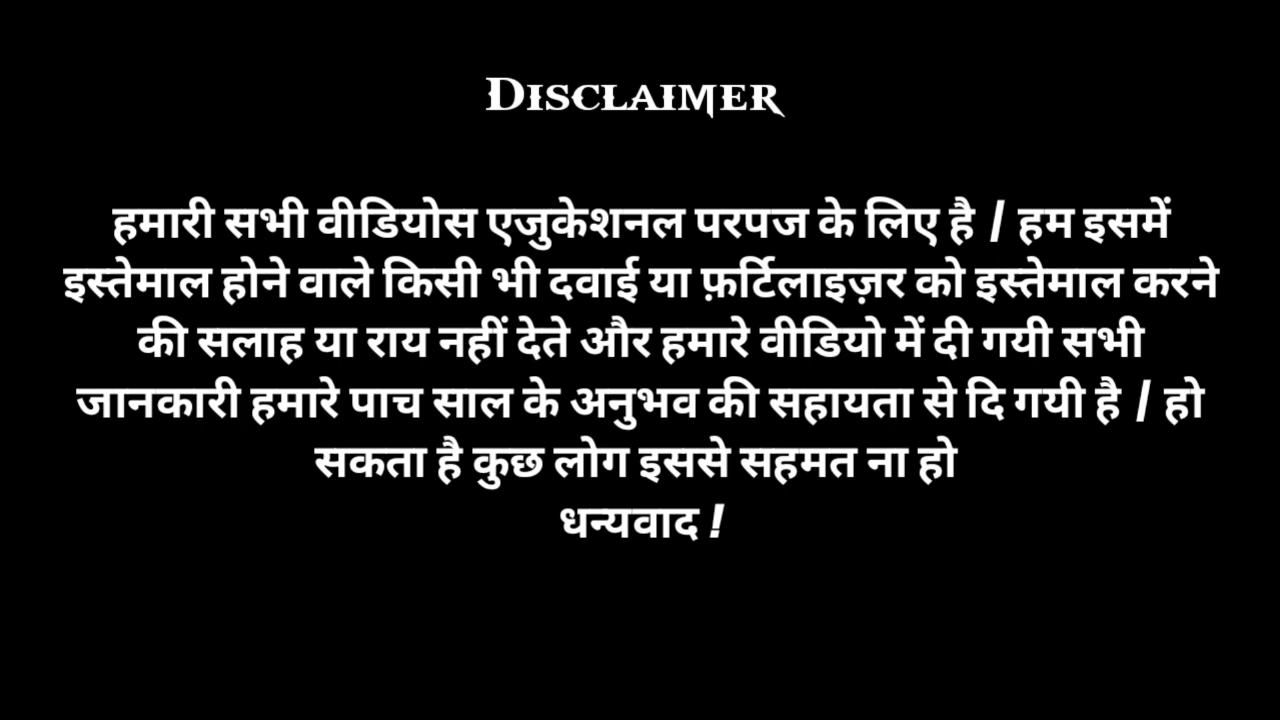 Disclaimer
हमारी सभी वीडियोस एजुकेशनल परपज के लिए है / हम इसमें
इस्तेमाल होने वाले किसी भी दवाई या फ़र्टिलाइज़र को इस्तेमाल करने
की सलाह या राय नहीं देते और हमारे वीडियो में दी गयी सभी
जानकारी हमारे पाच साल के अनुभव की सहायता से दि गयी है / हो
सकता है कुछ लोग इससे सहमत ना हो
धन्यवाद !